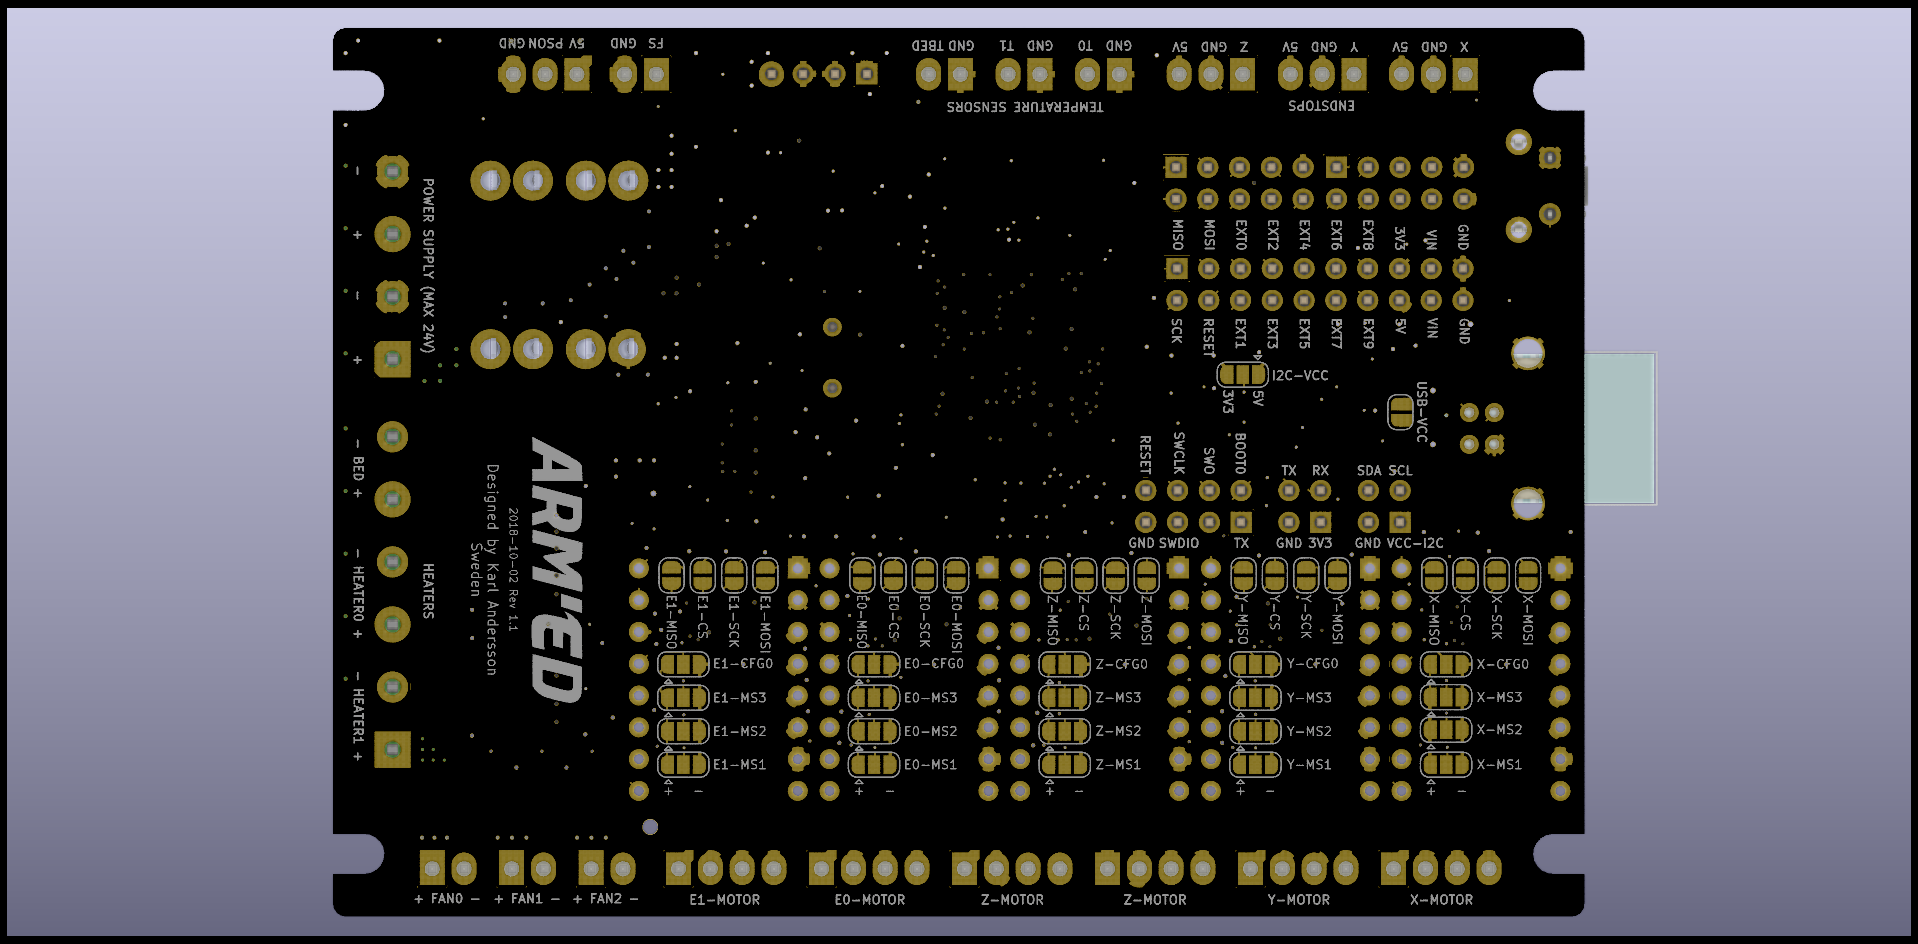 GND PSON 5V GND FS
GND TBED T1 GND T0 GND
TEMPERATURE SENSORS
5V GND Z 5V GND Y 5V GND X
ENDSTOPS
- + - +
POWER SUPPLY (MAX 24V)
MISO MOSI EXT0 EXT2 EXT4 EXT6 EXT8 3V3 VIN GND
SCK RESET EXT1 EXT3 EXT5 EXT7 EXT9 5V VIN GND
I2C-VCC
3V3 5V
USB-VCC
- BED +
- HEATER0 +
HEATERS
- HEATER1 +
ARM'ED
2018-10-02 Rev 1.1
Designed by Karl Andersson
Sweden
RESET SWCLK SWO BOOT0 TX RX SDA SCL
GND SWDIO TX GND 3V3 GND VCC-I2C
E1-MISO E1-CS E1-SCK E1-MOSI
E0-MISO E0-CS E0-SCK E0-MOSI
Z-MISO Z-CS Z-SCK Z-MOSI
Y-MISO Y-CS Y-SCK Y-MOSI
X-MISO X-CS X-SCK X-MOSI
E1-CFG0 E0-CFG0 Z-CFG0 Y-CFG0 X-CFG0
E1-MS3 E0-MS3 Z-MS3 Y-MS3 X-MS3
E1-MS2 E0-MS2 Z-MS2 Y-MS2 X-MS2
E1-MS1 E0-MS1 Z-MS1 Y-MS1 X-MS1
+ - + - + - + - + -
+ FAN0 - + FAN1 - + FAN2 - E1-MOTOR E0-MOTOR Z-MOTOR Z-MOTOR Y-MOTOR X-MOTOR